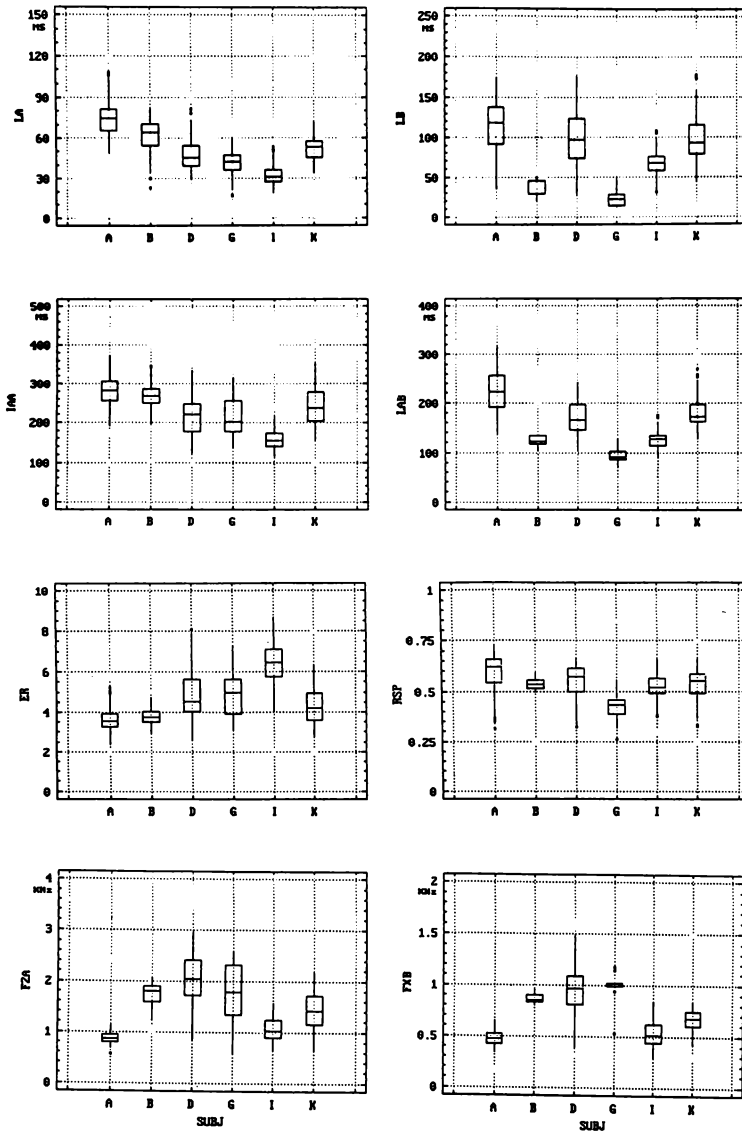 150
MS
120
90
60
30
0
LA
A B D G I K
250
MS
200
150
100
50
0
LB
A B D G I K
500
MS
400
300
200
100
0
IAA
A B D G I K
400
MS
300
200
100
0
LAB
A B D G I K
10
8
6
4
2
0
ER
A B D G I K
1
0.75
0.5
0.25
0
RSP
A B D G I K
4
KHz
3
2
1
0
FZA
A B D G I K
SUBJ
2
KHz
1.5
1
0.5
0
FXB
A B D G I K
SUBJ